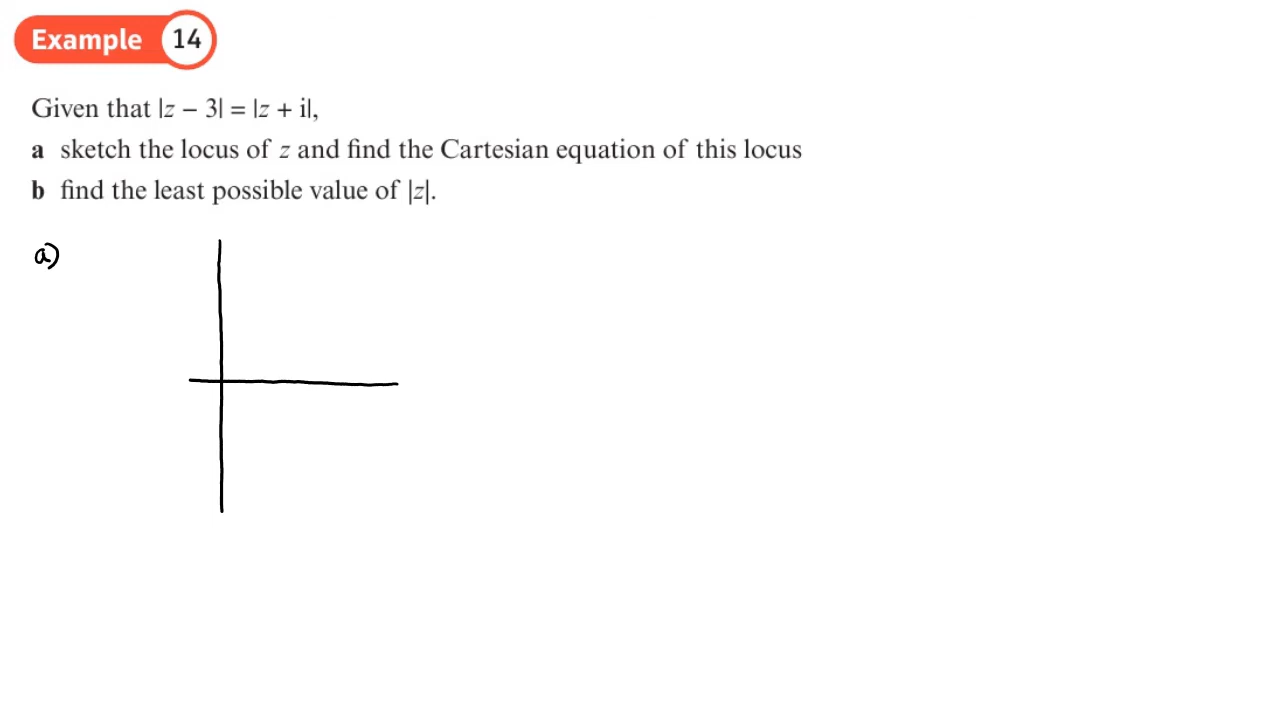 Example 14
Given that |z − 3| = |z + i|,
a sketch the locus of z and find the Cartesian equation of this locus
b find the least possible value of |z|.
a)